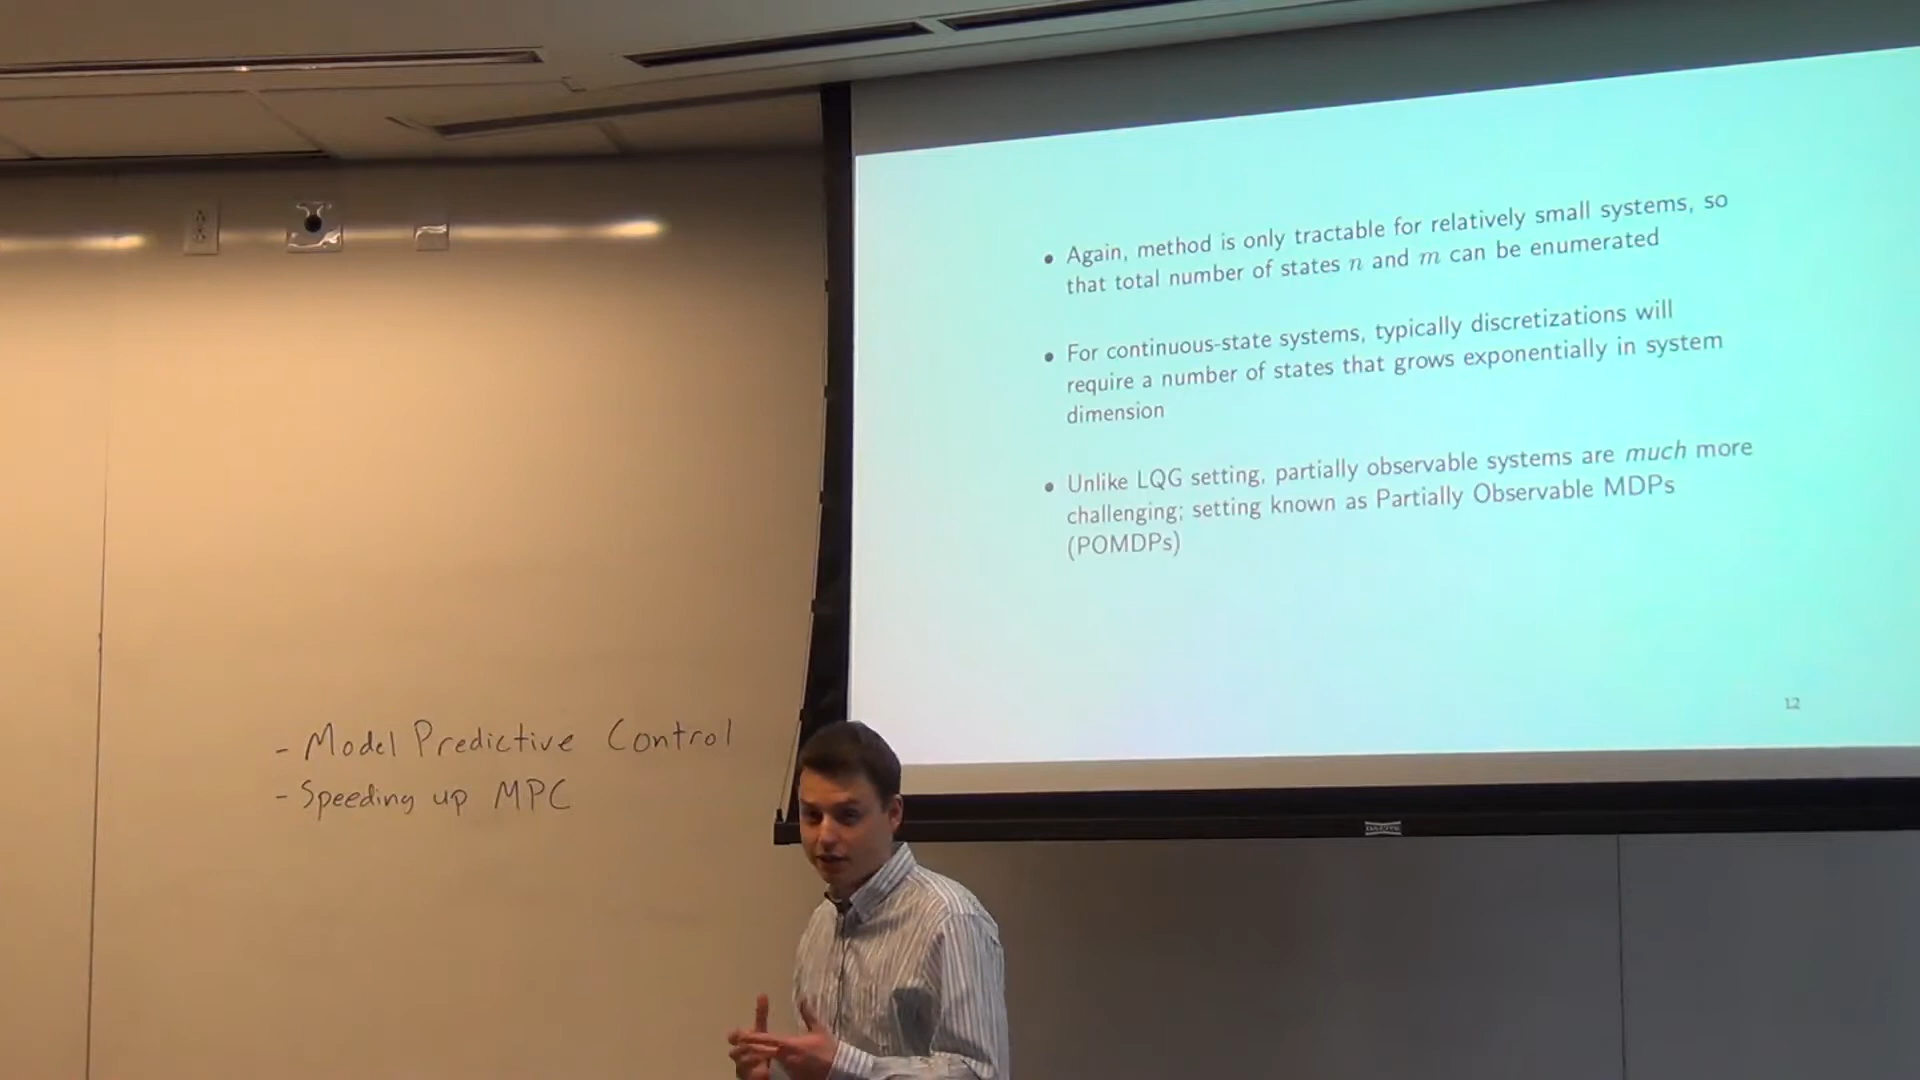 • Again, method is only tractable for relatively small systems, so
that total number of states n and m can be enumerated
• For continuous-state systems, typically discretizations will
require a number of states that grows exponentially in system
dimension
• Unlike LQG setting, partially observable systems are much more
challenging; setting known as Partially Observable MDPs
(POMDPs)
12
- Model Predictive Control
- Speeding up MPC